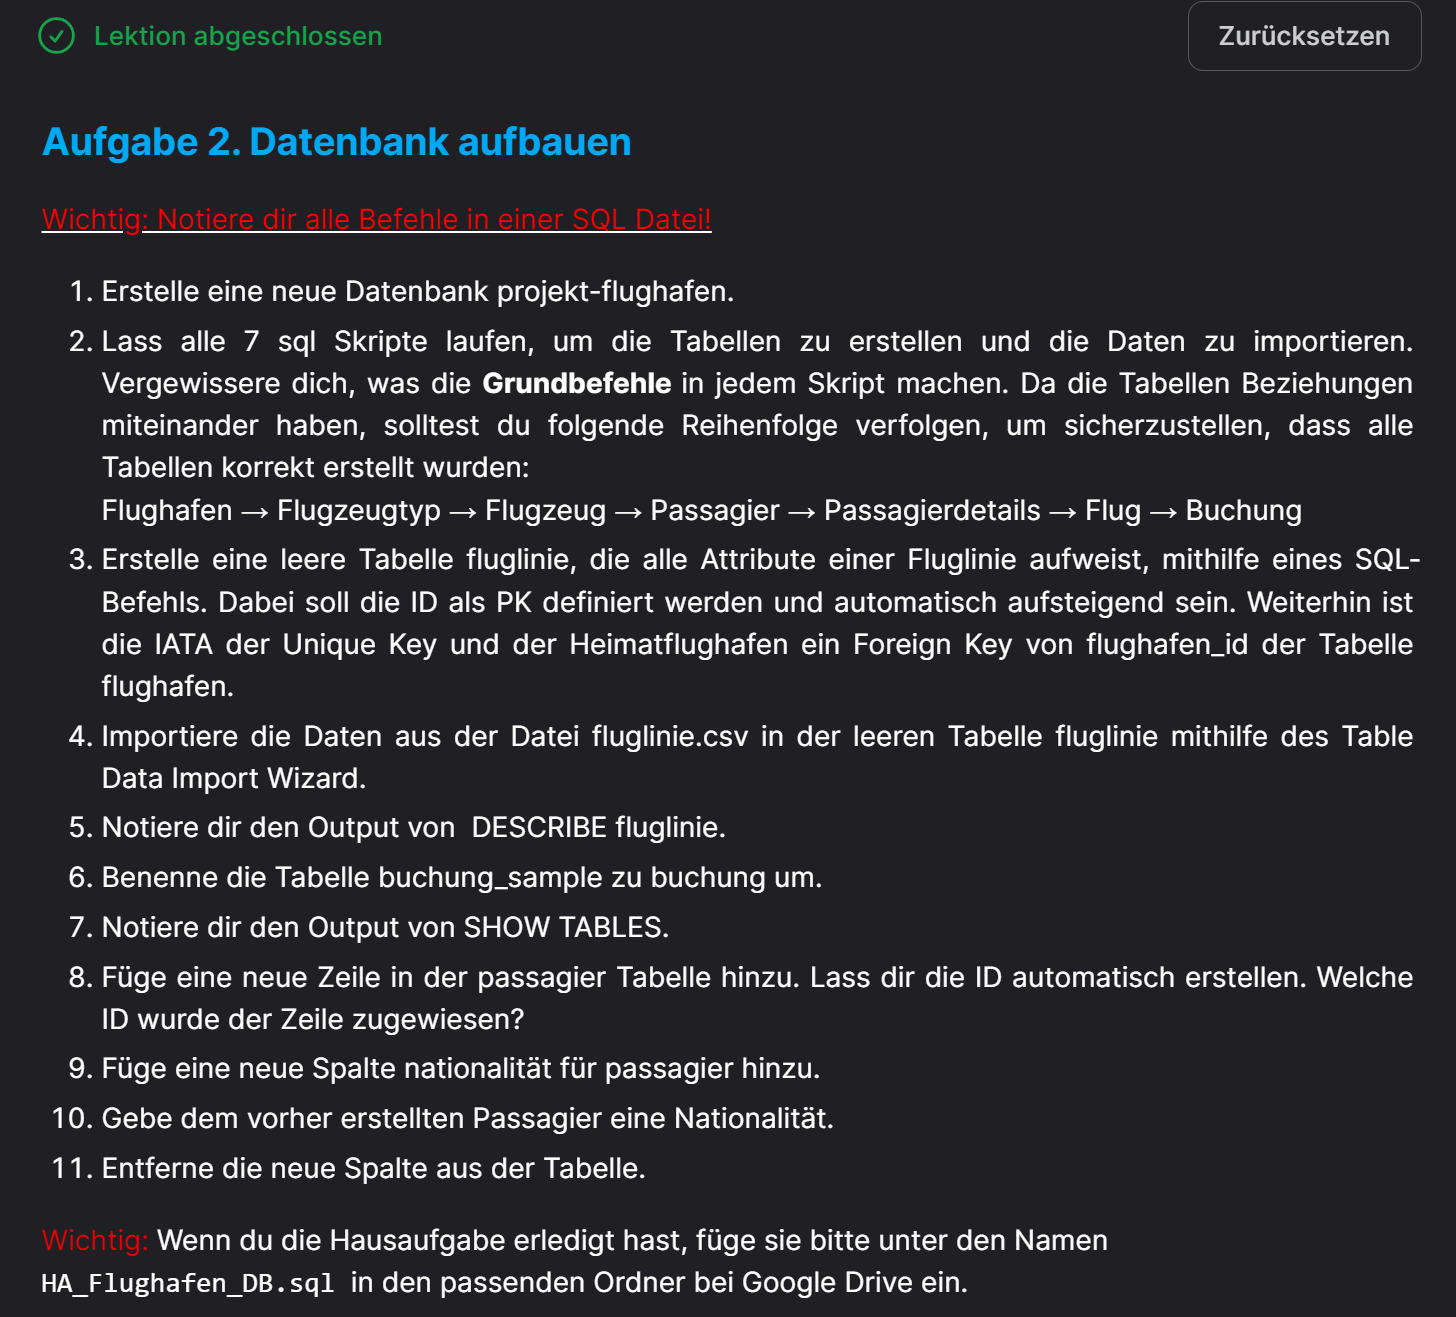 Lektion abgeschlossen
Zurücksetzen
Aufgabe 2. Datenbank aufbauen
Wichtig: Notiere dir alle Befehle in einer SQL Datei!
1. Erstelle eine neue Datenbank projekt-flughafen.
2. Lass alle 7 sql Skripte laufen, um die Tabellen zu erstellen und die Daten zu importieren.
Vergewissere dich, was die Grundbefehle in jedem Skript machen. Da die Tabellen Beziehungen
miteinander haben, solltest du folgende Reihenfolge verfolgen, um sicherzustellen, dass alle
Tabellen korrekt erstellt wurden:
Flughafen → Flugzeugtyp → Flugzeug → Passagier → Passagierdetails → Flug → Buchung
3. Erstelle eine leere Tabelle fluglinie, die alle Attribute einer Fluglinie aufweist, mithilfe eines SQL-
Befehls. Dabei soll die ID als PK definiert werden und automatisch aufsteigend sein. Weiterhin ist
die IATA der Unique Key und der Heimatflughafen ein Foreign Key von flughafen_id der Tabelle
flughafen.
4. Importiere die Daten aus der Datei fluglinie.csv in der leeren Tabelle fluglinie mithilfe des Table
Data Import Wizard.
5. Notiere dir den Output von DESCRIBE fluglinie.
6. Benenne die Tabelle buchung_sample zu buchung um.
7. Notiere dir den Output von SHOW TABLES.
8. Füge eine neue Zeile in der passagier Tabelle hinzu. Lass dir die ID automatisch erstellen. Welche
ID wurde der Zeile zugewiesen?
9. Füge eine neue Spalte nationalität für passagier hinzu.
10. Gebe dem vorher erstellten Passagier eine Nationalität.
11. Entferne die neue Spalte aus der Tabelle.
Wichtig: Wenn du die Hausaufgabe erledigt hast, füge sie bitte unter den Namen
HA_Flughafen_DB.sql in den passenden Ordner bei Google Drive ein.